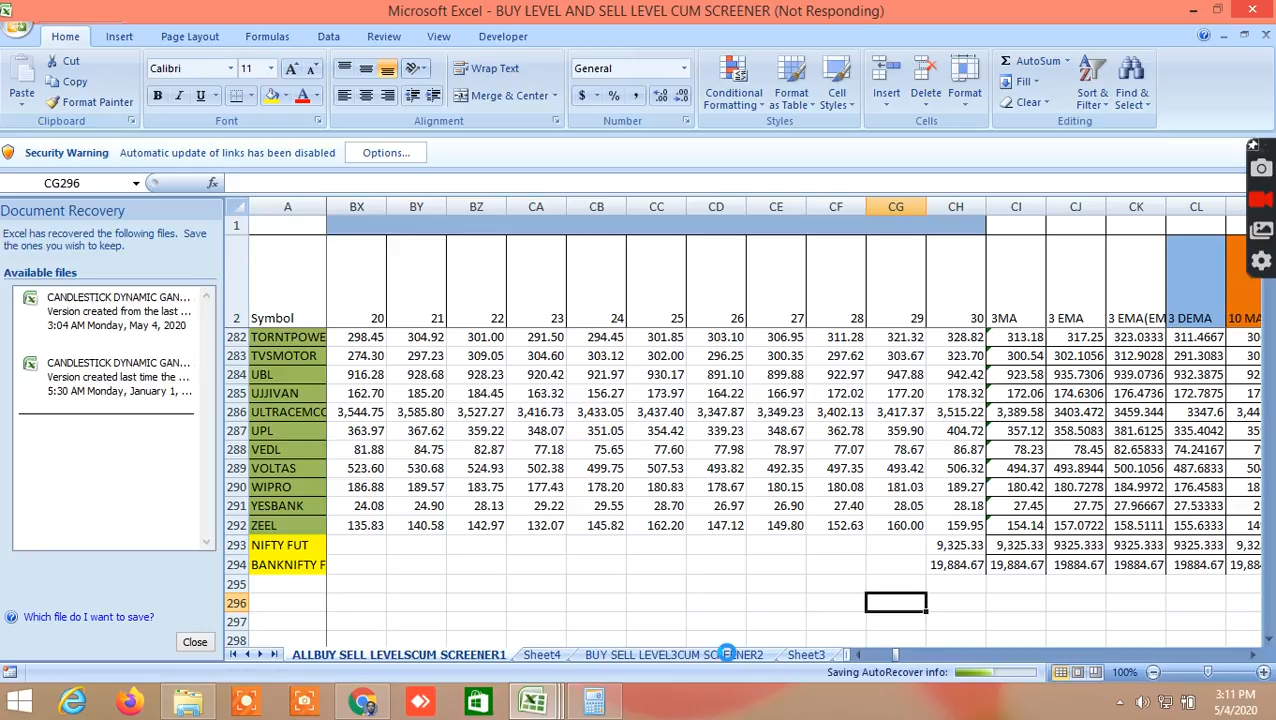 Microsoft Excel - BUY LEVEL AND SELL LEVEL CUM SCREENER (Not Responding)
Home Insert Page Layout Formulas Data Review View Developer
Paste Cut Copy Format Painter Clipboard
Calibri 11 B I U Font
Wrap Text Merge & Center Alignment
General $ % , Number
Conditional Formatting Format as Table Cell Styles Styles
Insert Delete Format Cells
AutoSum Fill Clear Sort & Filter Find & Select Editing
Security Warning Automatic update of links has been disabled Options...
CG296 fx
Document Recovery
Excel has recovered the following files. Save
the ones you wish to keep.
Available files
CANDLESTICK DYNAMIC GAN...
Version created from the last ...
3:04 AM Monday, May 4, 2020
CANDLESTICK DYNAMIC GAN...
Version created last time the ...
5:30 AM Monday, January 1, ...
Which file do I want to save?
Close
A BX BY BZ CA CB CC CD CE CF CG CH CI CJ CK CL
1
2 Symbol 20 21 22 23 24 25 26 27 28 29 30 3MA 3 EMA 3 EMA(EM 3 DEMA 10 MA
282 TORNTPOWE 298.45 304.92 301.00 291.50 294.45 301.85 303.10 306.95 311.28 321.32 328.82 313.18 317.25 323.0333 311.4667 30
283 TVSMOTOR 274.30 297.23 309.05 304.60 303.12 302.00 296.25 300.35 297.62 303.67 323.70 300.54 302.1056 312.9028 291.3083 30
284 UBL 916.28 928.68 928.23 920.42 921.97 930.17 891.10 899.88 922.97 947.88 942.42 923.58 935.7306 939.0736 932.3875 92
285 UJJIVAN 162.70 185.20 184.45 163.32 156.27 173.97 164.22 166.97 172.02 177.20 178.32 172.06 174.6306 176.4736 172.7875 17
286 ULTRACEMCO 3,544.75 3,585.80 3,527.27 3,416.73 3,433.05 3,437.40 3,347.87 3,349.23 3,402.13 3,417.37 3,515.22 3,389.58 3403.472 3459.344 3347.6 3,44
287 UPL 363.97 367.62 359.22 348.07 351.05 354.42 339.23 348.67 362.78 359.90 404.72 357.12 358.5083 381.6115 335.4042 35
288 VEDL 81.88 84.75 82.87 77.18 75.65 77.60 77.98 78.97 77.07 78.67 86.87 78.23 78.45 82.65833 74.24167 7
289 VOLTAS 523.60 530.68 524.93 502.38 499.75 507.53 493.82 492.35 497.35 493.42 506.32 494.37 493.8944 500.1056 487.6833 50
290 WIPRO 186.88 189.57 183.75 177.43 178.20 180.83 178.67 180.15 180.08 181.03 189.27 180.42 180.7278 184.9972 176.4583 17
291 YESBANK 24.08 24.90 28.13 29.22 29.55 28.70 26.97 26.90 27.40 28.05 28.18 27.45 27.75 27.96667 27.53333 2
292 ZEEL 135.83 140.58 142.97 132.07 145.82 162.20 147.12 149.80 152.63 160.00 159.95 154.14 157.0722 158.5111 155.6333 14
293 NIFTY FUT 9,325.33 9,325.33 9325.333 9325.333 9325.333 9,32
294 BANKNIFTY F 19,884.67 19,884.67 19884.67 19884.67 19884.67 19,88
295
296
297
298
ALLBUY SELL LEVELSCUM SCREENER1 Sheet4 BUY SELL LEVEL3CUM SCREENER2 Sheet3
Saving AutoRecover info: 100%
3:11 PM
5/4/2020